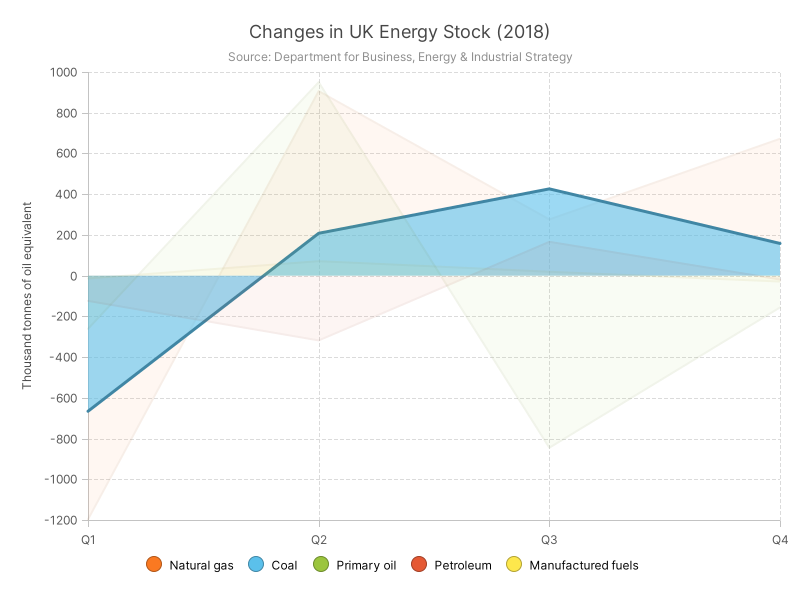 Changes in UK Energy Stock (2018)
Source: Department for Business, Energy & Industrial Strategy
Thousand tonnes of oil equivalent
1000
800
600
400
200
0
-200
-400
-600
-800
-1000
-1200
Q1 Q2 Q3 Q4
Natural gas Coal Primary oil Petroleum Manufactured fuels